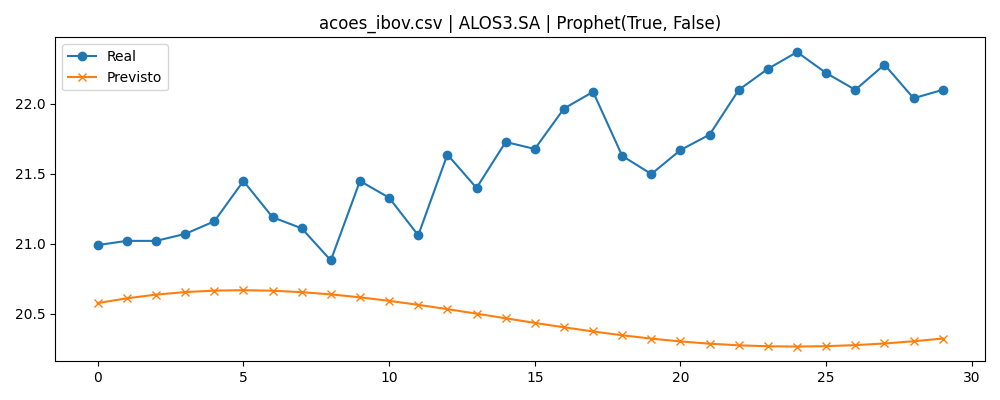 acoes_ibov.csv | ALOS3.SA | Prophet(True, False)
Real
Previsto
22.0
21.5
21.0
20.5
0 5 10 15 20 25 30